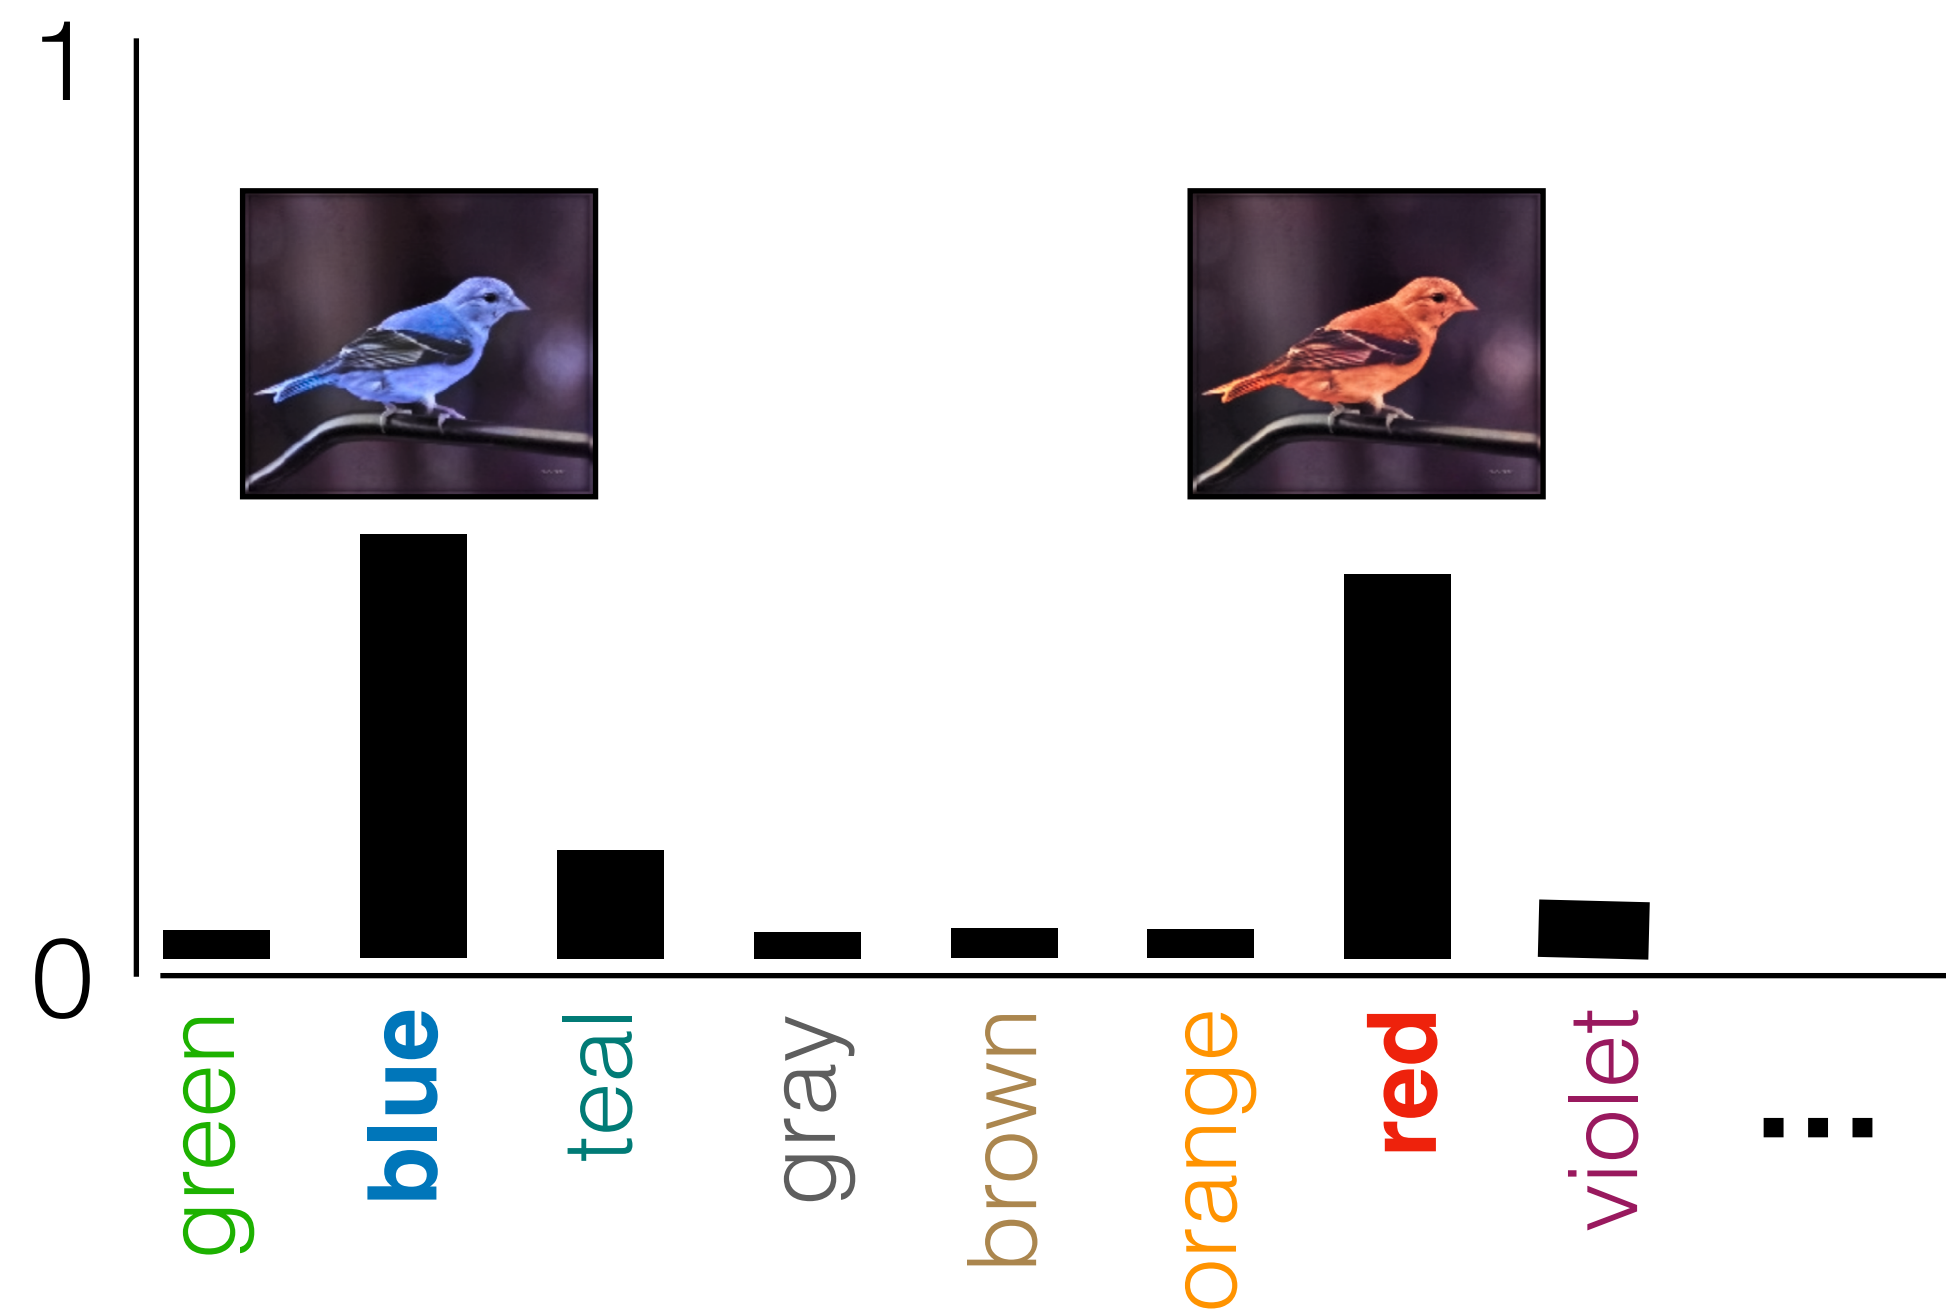 1
0
green
blue
teal
gray
brown
orange
red
violet
...